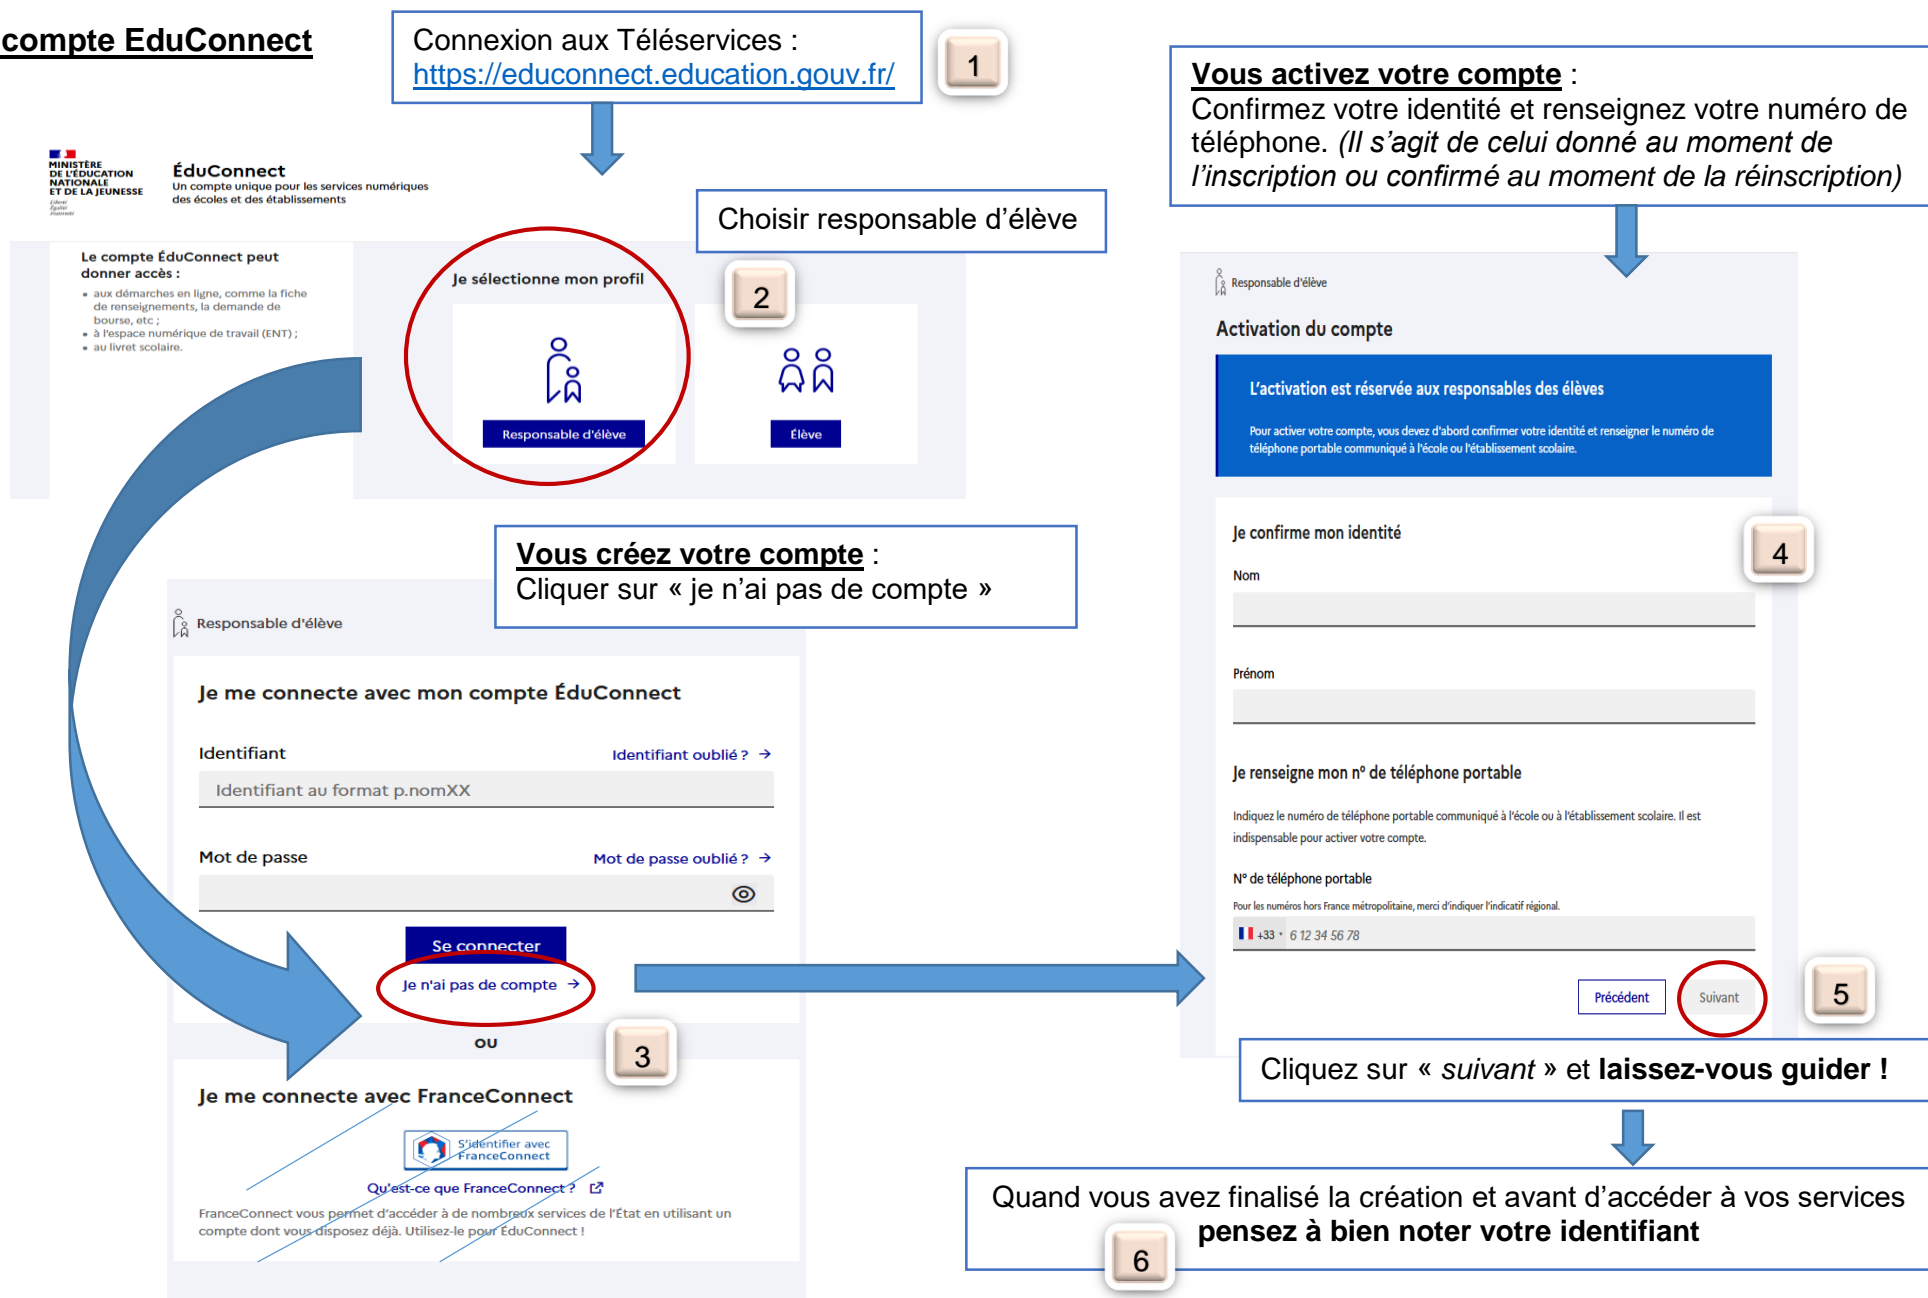 compte EduConnect
Connexion aux Téléservices :
https://educonnect.education.gouv.fr/
1
MINISTÈRE
DE L'ÉDUCATION
NATIONALE
ET DE LA JEUNESSE
Liberté
Égalité
Fraternité
ÉduConnect
Un compte unique pour les services numériques
des écoles et des établissements
Choisir responsable d'élève
2
Le compte ÉduConnect peut
donner accès :
• aux démarches en ligne, comme la fiche
de renseignements, la demande de
bourse, etc ;
• à l'espace numérique de travail (ENT) ;
• au livret scolaire.
Je sélectionne mon profil
Responsable d'élève
Élève
Vous créez votre compte :
Cliquer sur « je n'ai pas de compte »
Responsable d'élève
Je me connecte avec mon compte ÉduConnect
Identifiant
Identifiant oublié ? →
Identifiant au format p.nomXX
Mot de passe
Mot de passe oublié ? →
Se connecter
Je n'ai pas de compte →
3
OU
Je me connecte avec FranceConnect
S'identifier avec
FranceConnect
Qu'est-ce que FranceConnect ?
FranceConnect vous permet d'accéder à de nombreux services de l'État en utilisant un
compte dont vous disposez déjà. Utilisez-le pour ÉduConnect !
Vous activez votre compte :
Confirmez votre identité et renseignez votre numéro de
téléphone. (Il s'agit de celui donné au moment de
l'inscription ou confirmé au moment de la réinscription)
Responsable d'élève
Activation du compte
L'activation est réservée aux responsables des élèves
Pour activer votre compte, vous devez d'abord confirmer votre identité et renseigner le numéro de
téléphone portable communiqué à l'école ou l'établissement scolaire.
Je confirme mon identité
4
Nom
Prénom
Je renseigne mon n° de téléphone portable
Indiquez le numéro de téléphone portable communiqué à l'école ou à l'établissement scolaire. Il est
indispensable pour activer votre compte.
N° de téléphone portable
Pour les numéros hors France métropolitaine, merci d'indiquer l'indicatif régional.
+33 6 12 34 56 78
Précédent
Suivant
5
Cliquez sur « suivant » et laissez-vous guider !
Quand vous avez finalisé la création et avant d'accéder à vos services
pensez à bien noter votre identifiant
6